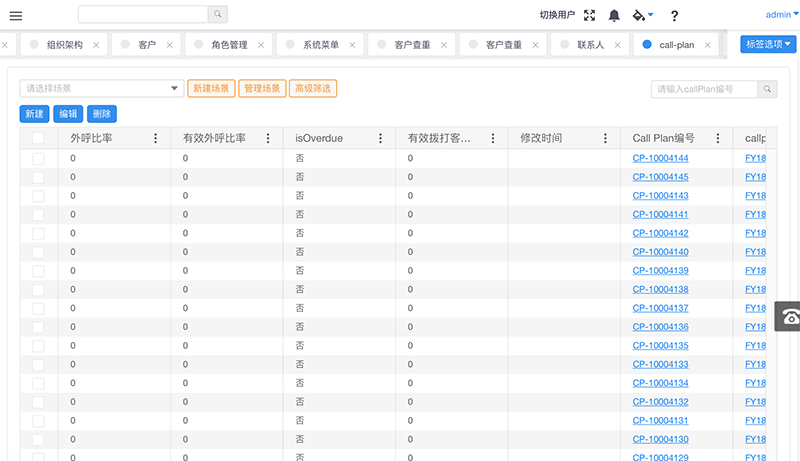 切换用户 ? admin
组织架构 × 客户 × 角色管理 × 系统菜单 × 客户查重 × 客户查重 × 联系人 × call-plan × 标签选项
请选择场景 新建场景 管理场景 高级筛选 请输入callPlan编号
新建 编辑 删除
外呼比率 有效外呼比率 isOverdue 有效拨打客... 修改时间 Call Plan编号 callp
0 0 否 0 CP-10004144 FY18
0 0 否 0 CP-10004145 FY18
0 0 否 0 CP-10004143 FY18
0 0 否 0 CP-10004141 FY18
0 0 否 0 CP-10004142 FY18
0 0 否 0 CP-10004140 FY18
0 0 否 0 CP-10004139 FY18
0 0 否 0 CP-10004138 FY18
0 0 否 0 CP-10004137 FY18
0 0 否 0 CP-10004136 FY18
0 0 否 0 CP-10004135 FY18
0 0 否 0 CP-10004133 FY18
0 0 否 0 CP-10004134 FY18
0 0 否 0 CP-10004132 FY18
0 0 否 0 CP-10004131 FY18
0 0 否 0 CP-10004130 FY18
0 0 否 0 CP-10004129 FY18